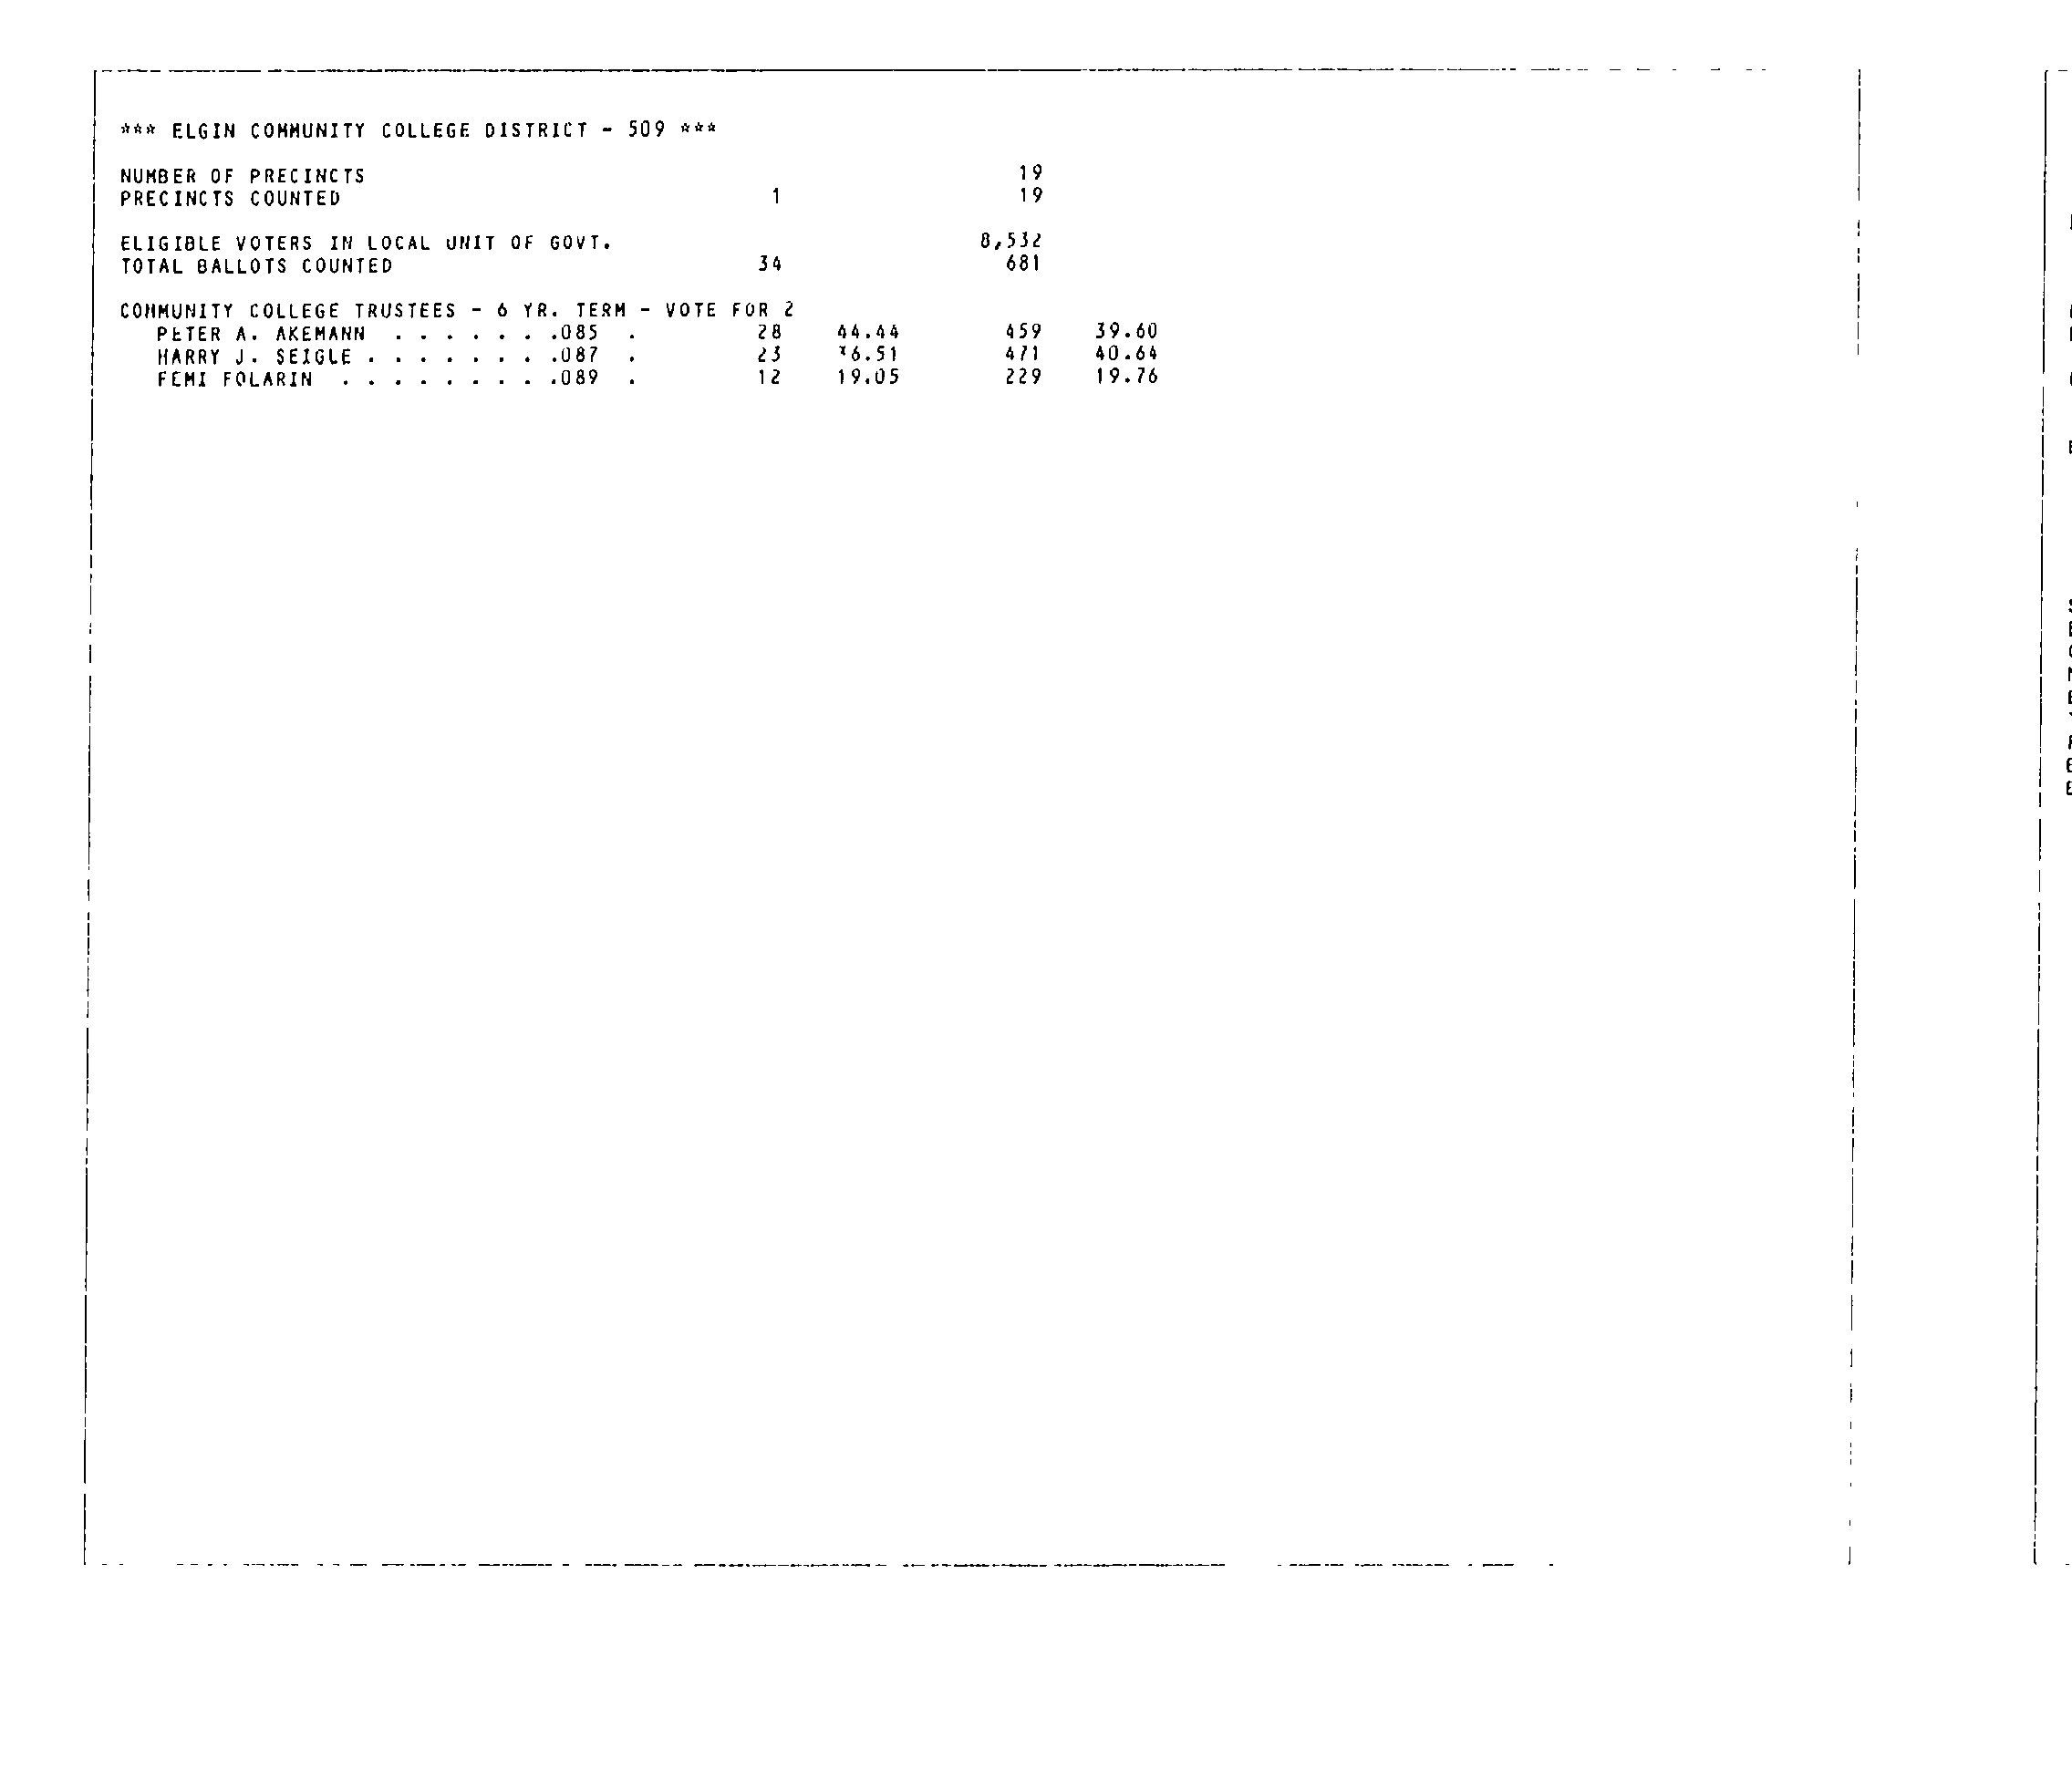 *** ELGIN COMMUNITY COLLEGE DISTRICT - 509 ***
NUMBER OF PRECINCTS 19
PRECINCTS COUNTED 1 19
ELIGIBLE VOTERS IN LOCAL UNIT OF GOVT. 8,532
TOTAL BALLOTS COUNTED 34 681
COMMUNITY COLLEGE TRUSTEES - 6 YR. TERM - VOTE FOR 2
PETER A. AKEMANN . . . . . . .085 . 28 44.44 459 39.60
HARRY J. SEIGLE . . . . . . . .087 . 23 36.51 471 40.64
FEMI FOLARIN . . . . . . . . .089 . 12 19.05 229 19.76